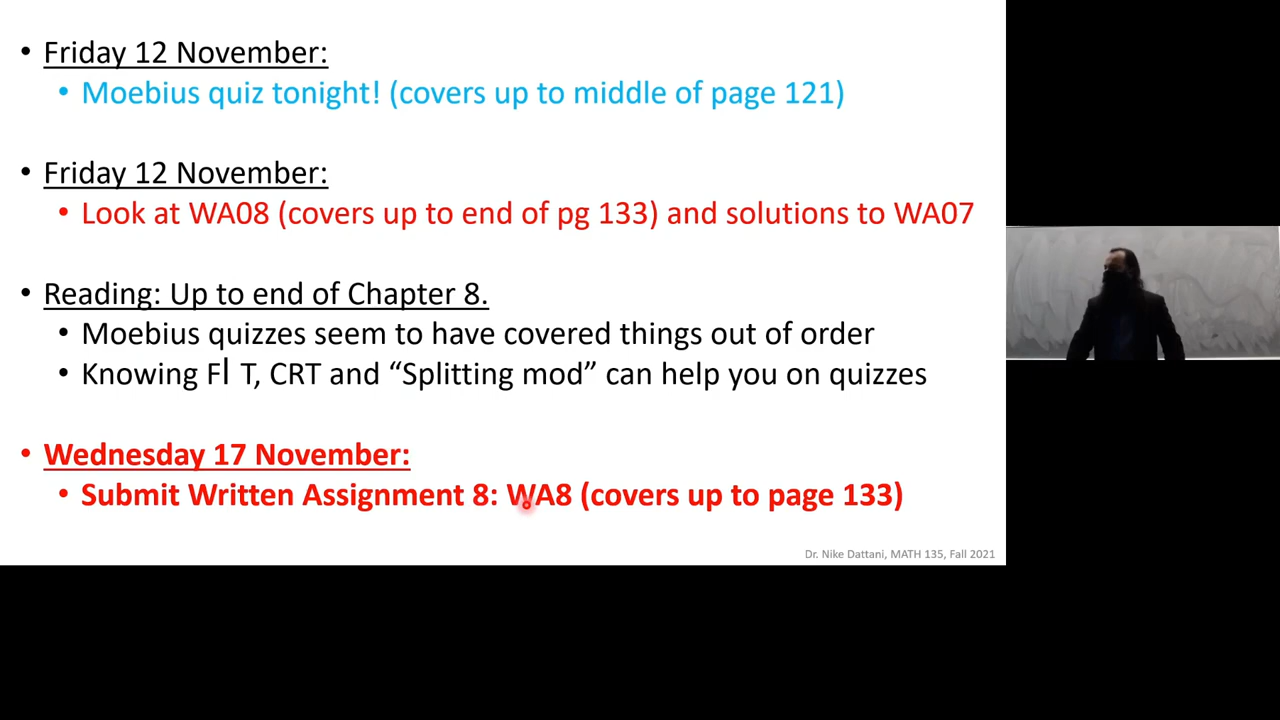 • Friday 12 November:
• Moebius quiz tonight! (covers up to middle of page 121)
• Friday 12 November:
• Look at WA08 (covers up to end of pg 133) and solutions to WA07
• Reading: Up to end of Chapter 8.
• Moebius quizzes seem to have covered things out of order
• Knowing Fl T, CRT and “Splitting mod” can help you on quizzes
• Wednesday 17 November:
• Submit Written Assignment 8: WA8 (covers up to page 133)
Dr. Nike Dattani, MATH 135, Fall 2021